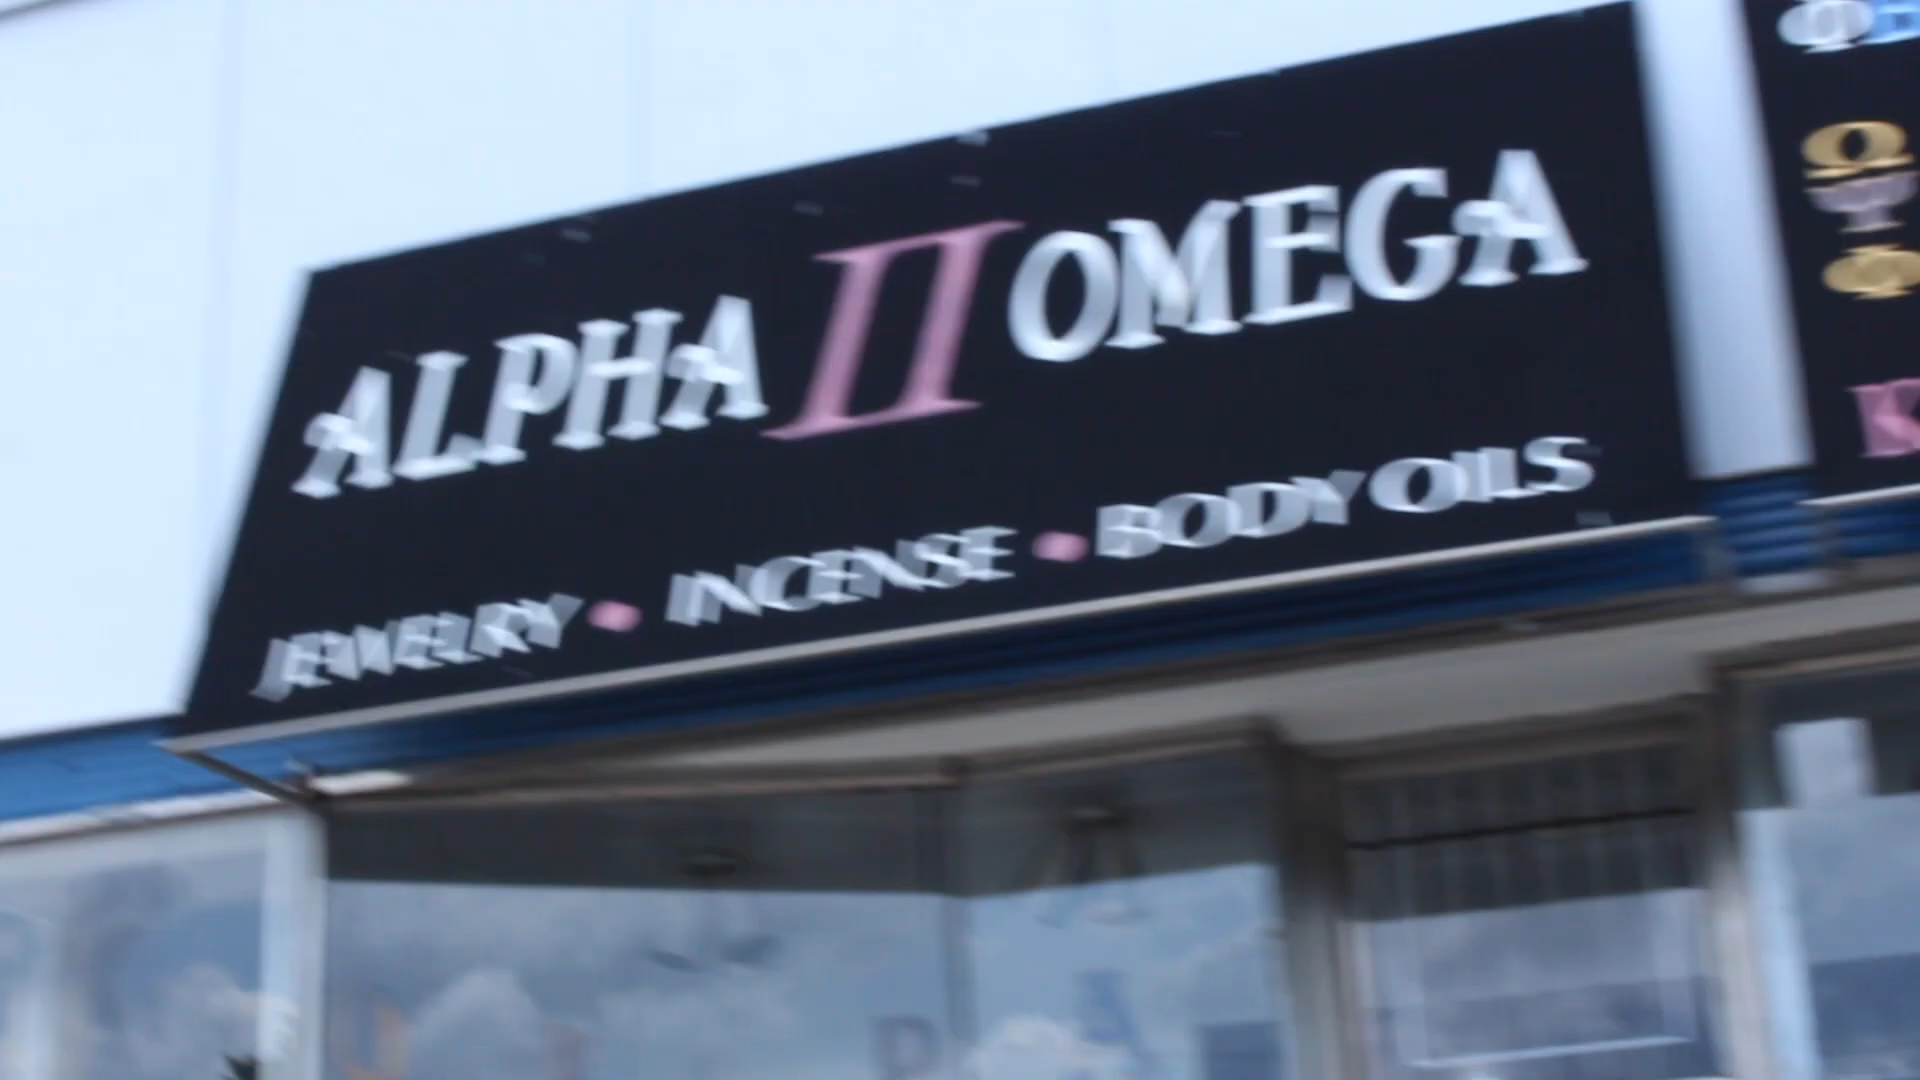 ALPHA II OMEGA
JEWELRY • INCENSE • BODY OILS
Φ
Ω
Ψ
Φ
K